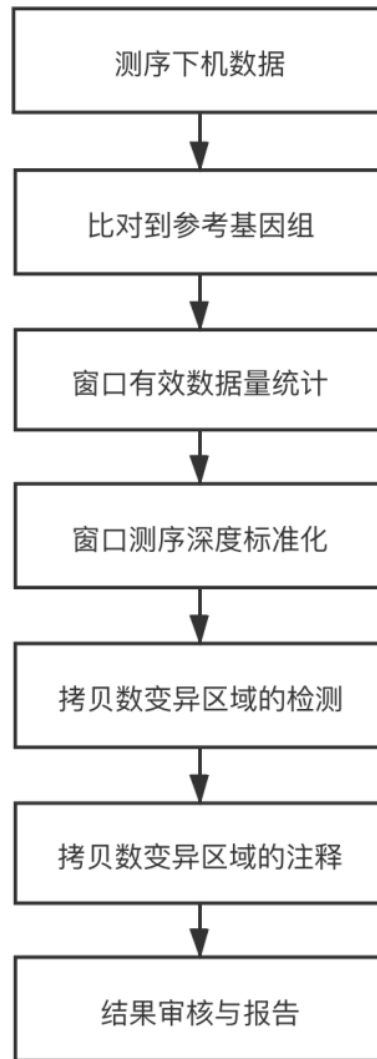 测序下机数据
比对到参考基因组
窗口有效数据量统计
窗口测序深度标准化
拷贝数变异区域的检测
拷贝数变异区域的注释
结果审核与报告